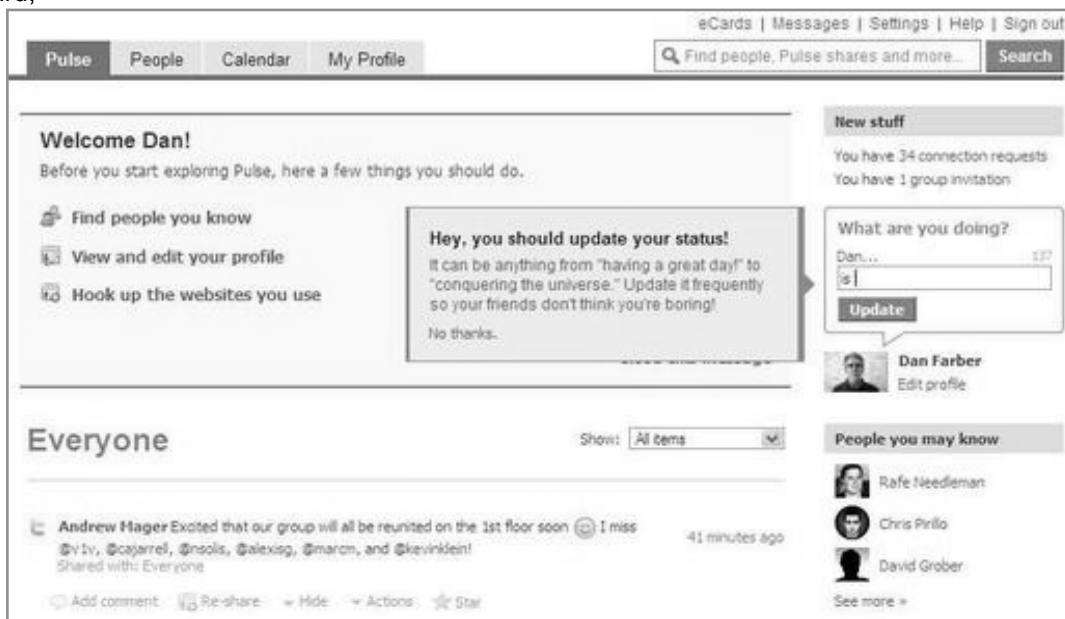 eCards | Messages | Settings | Help | Sign out
Pulse People Calendar My Profile
Find people, Pulse shares and more... Search
Welcome Dan!
Before you start exploring Pulse, here a few things you should do.
Find people you know
View and edit your profile
Hook up the websites you use
Hey, you should update your status!
It can be anything from "having a great day!" to
"conquering the universe." Update it frequently
so your friends don't think you're boring!
No thanks.
New stuff
You have 34 connection requests
You have 1 group invitation
What are you doing?
Dan... 137
is
Update
Dan Farber
Edit profile
Everyone
Show: All items
Andrew Mager Excited that our group will all be reunited on the 1st floor soon I miss
@v1v, @cajarrel, @nsolis, @alexisg, @marcm, and @kevinklein!
Shared with: Everyone
41 minutes ago
Add comment Re-share Hide Actions Star
People you may know
Rafe Needleman
Chris Pirillo
David Grober
See more »